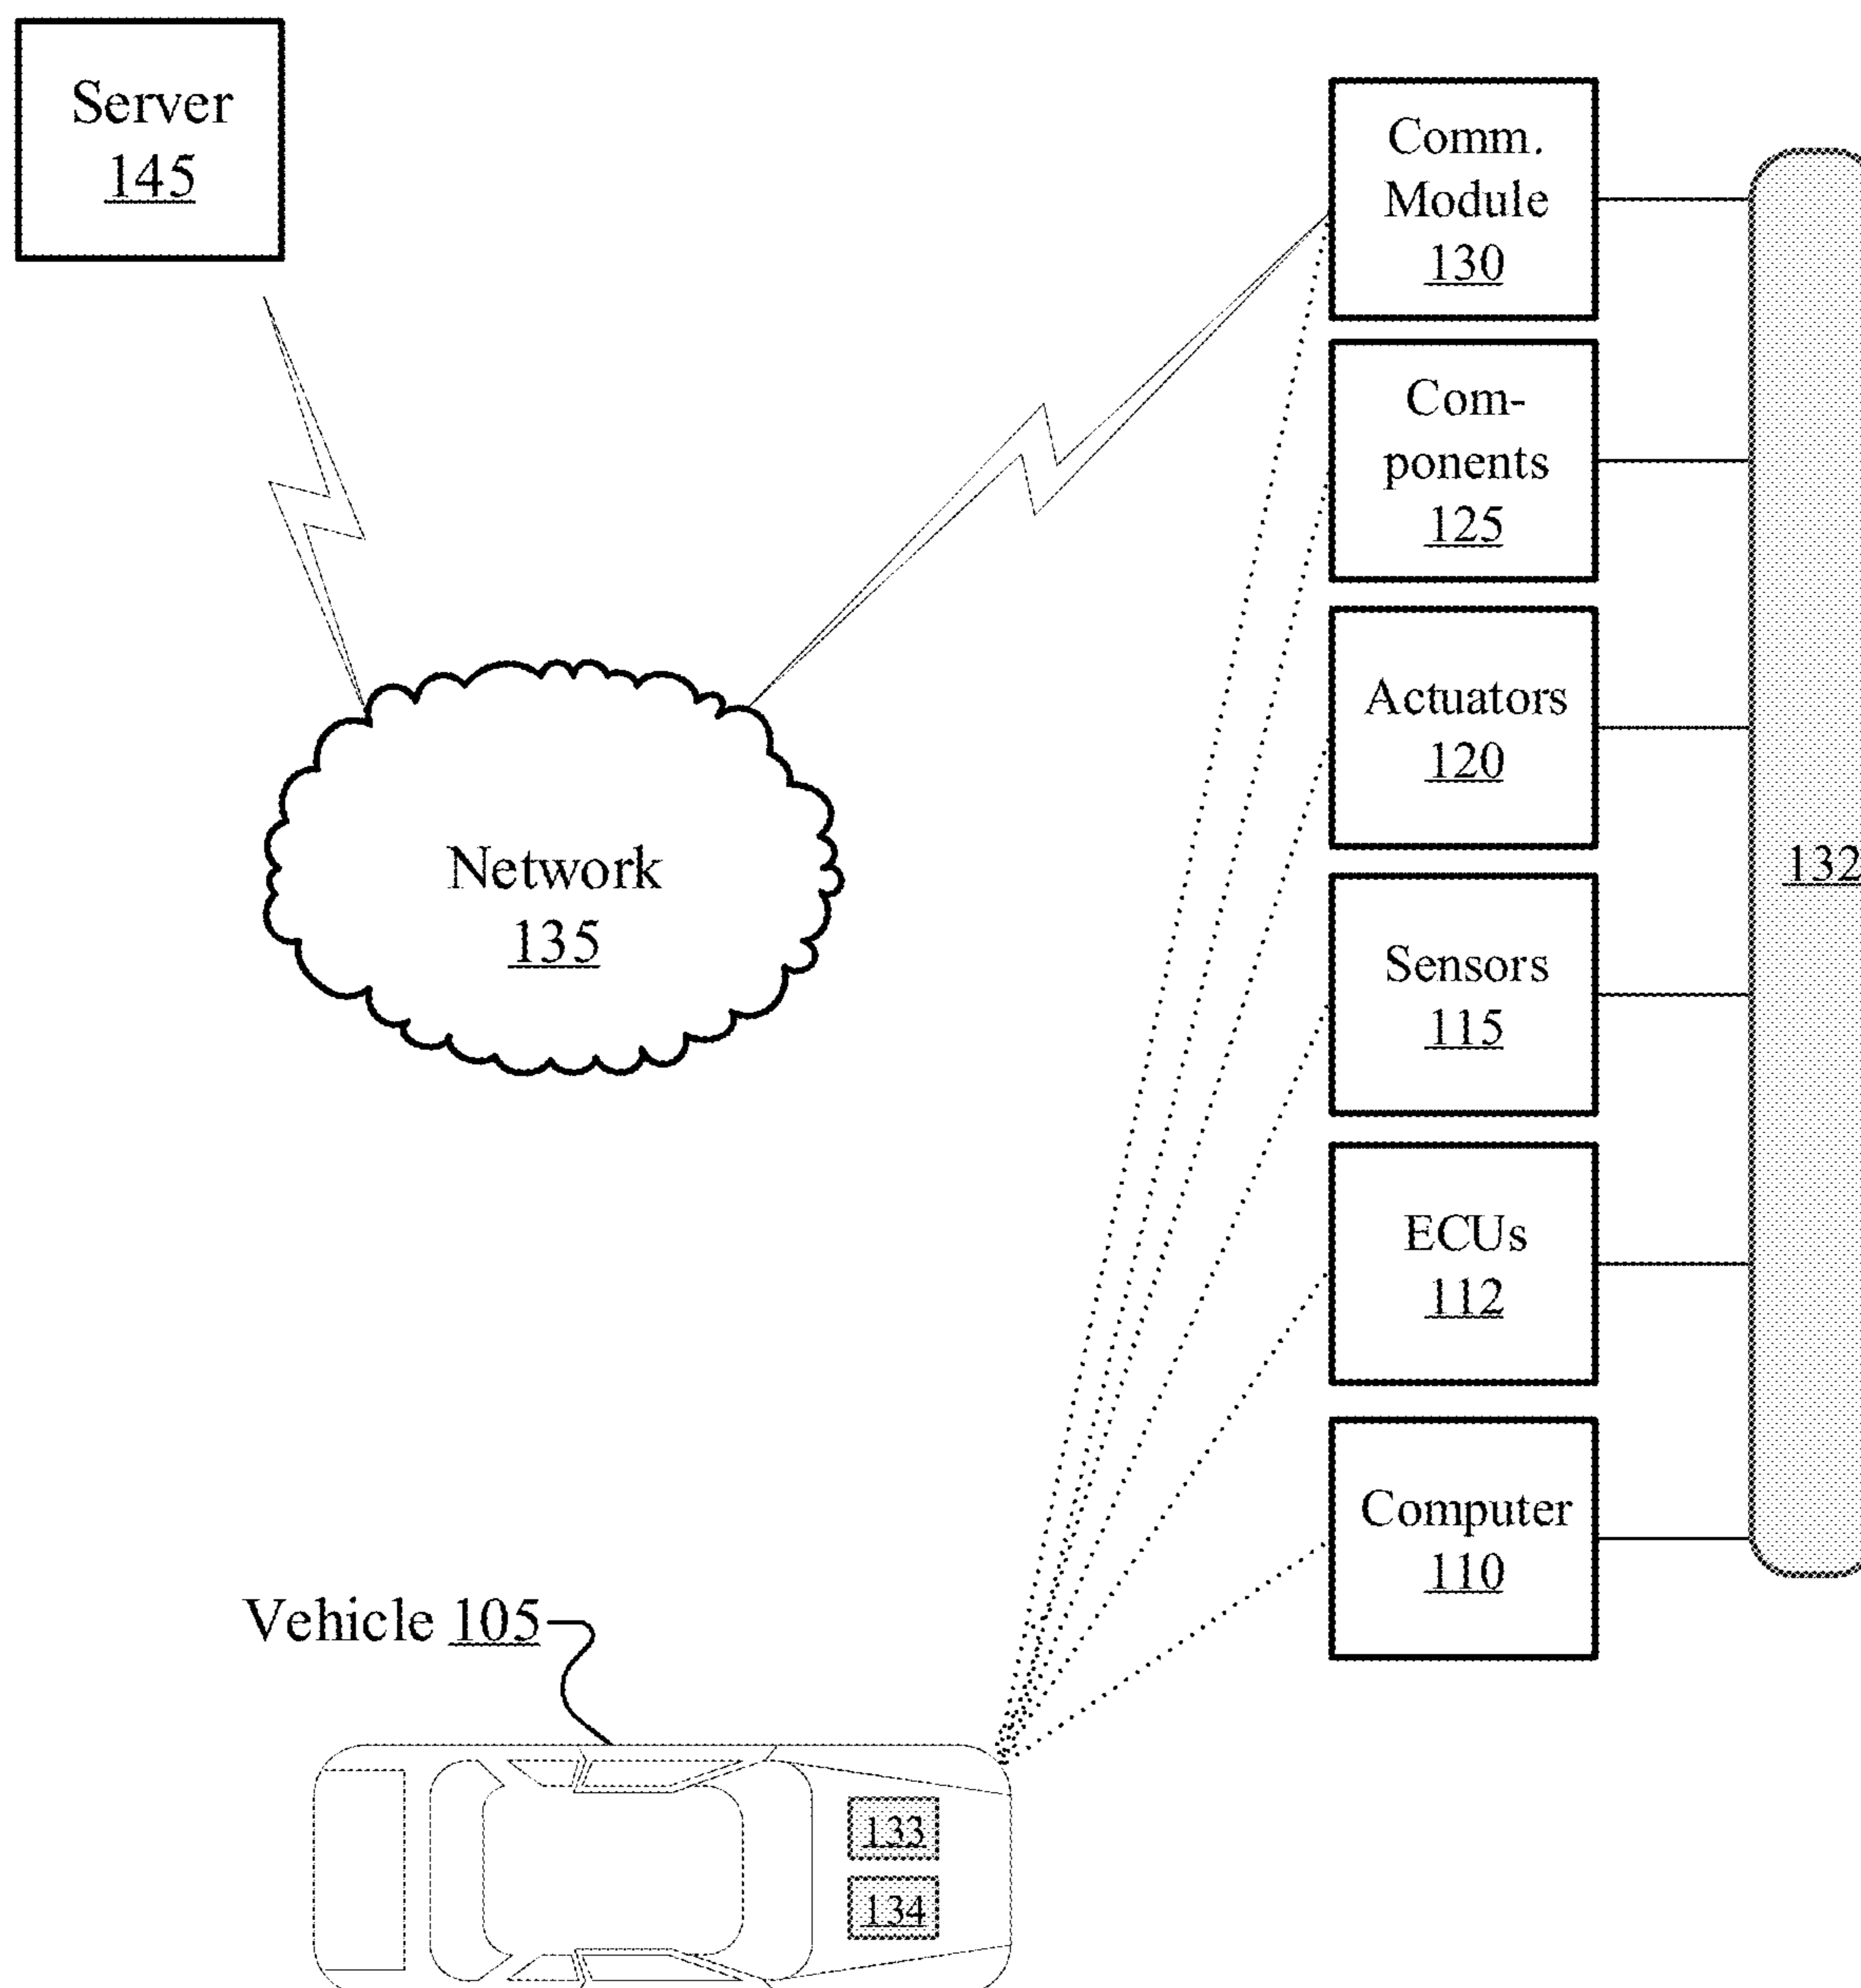 Server
145
Comm.
Module
130
Com-
ponents
125
Actuators
120
132
Network
135
Sensors
115
ECUs
112
Computer
110
Vehicle 105
133
134